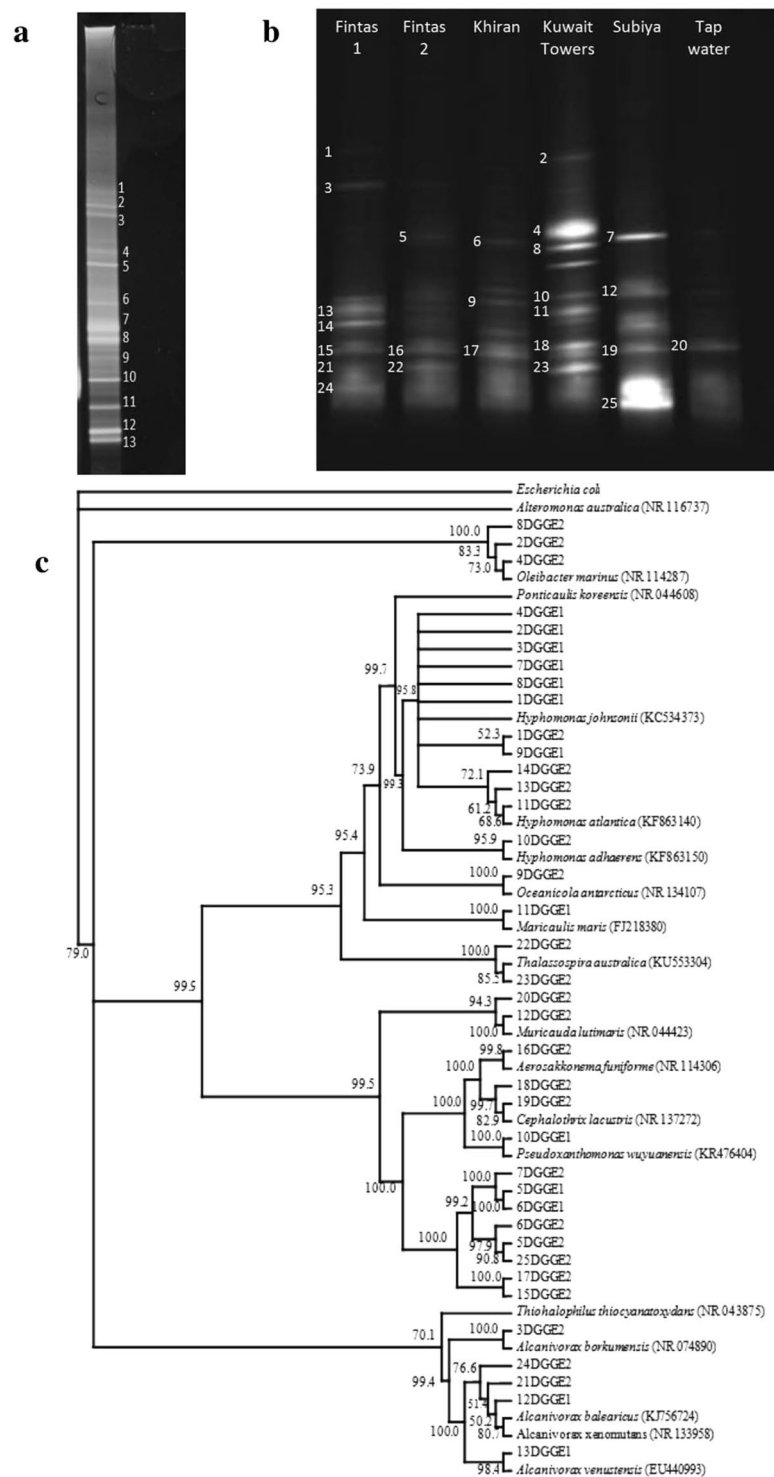 a
b
Fintas 1
Fintas 2
Khiran
Kuwait Towers
Subiya
Tap water
1
2
3
4
5
6
7
8
9
10
11
12
13
1
2
3
4
5
6
7
8
9
10
11
12
13
14
15
16
17
18
19
20
21
22
23
24
25
c
Escherichia coli
Alteromonas australica (NR 116737)
8DGGE2
100.0
2DGGE2
83.3
4DGGE2
73.0
Oleibacter marinus (NR 114287)
Ponticaulis koreensis (NR 044608)
4DGGE1
2DGGE1
3DGGE1
99.7
7DGGE1
95.8
8DGGE1
1DGGE1
Hyphomonas johnsonii (KC534373)
1DGGE2
52.3
9DGGE1
14DGGE2
72.1
73.9
99.3
13DGGE2
61.2
11DGGE2
68.6
Hyphomonas atlantica (KF863140)
95.4
10DGGE2
95.9
Hyphomonas adhaerens (KF863150)
9DGGE2
100.0
95.3
Oceanicola antarcticus (NR 134107)
11DGGE1
100.0
Maricaulis maris (FJ218380)
22DGGE2
100.0
79.0
Thalassospira australica (KU553304)
23DGGE2
99.9
20DGGE2
94.3
12DGGE2
100.0
Muricauda lutimaris (NR 044423)
16DGGE2
99.8
99.5
100.0
Aerosakkonema funiforme (NR 114306)
18DGGE2
100.0
99.7
19DGGE2
82.9
Cephalothrix lacustris (NR 137272)
10DGGE1
100.0
Pseudoxanthomonas wuyuanensis (KR476404)
7DGGE2
100.0
100.0
5DGGE1
99.2
100.0
6DGGE1
6DGGE2
100.0
97.9
5DGGE2
90.8
25DGGE2
17DGGE2
100.0
15DGGE2
Thiohalophilus thiocyanatoxydans (NR 043875)
70.1
3DGGE2
100.0
Alcanivorax borkumensis (NR 074890)
99.4
76.6
24DGGE2
21DGGE2
51.4
12DGGE1
50.2
Alcanivorax balearicus (KJ756724)
100.0
80.7
Alcanivorax xenomutans (NR 133958)
13DGGE1
98.4
Alcanivorax venustensis (EU440993)